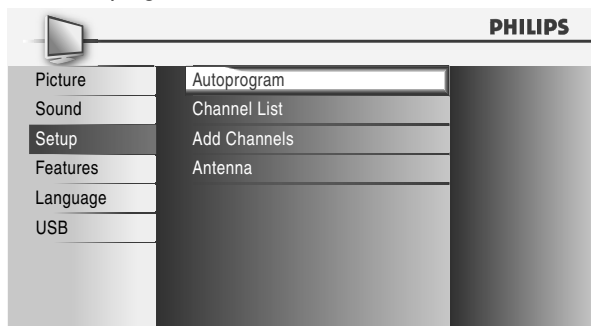 PHILIPS
Picture
Autoprogram
Sound
Channel List
Setup
Add Channels
Features
Antenna
Language
USB